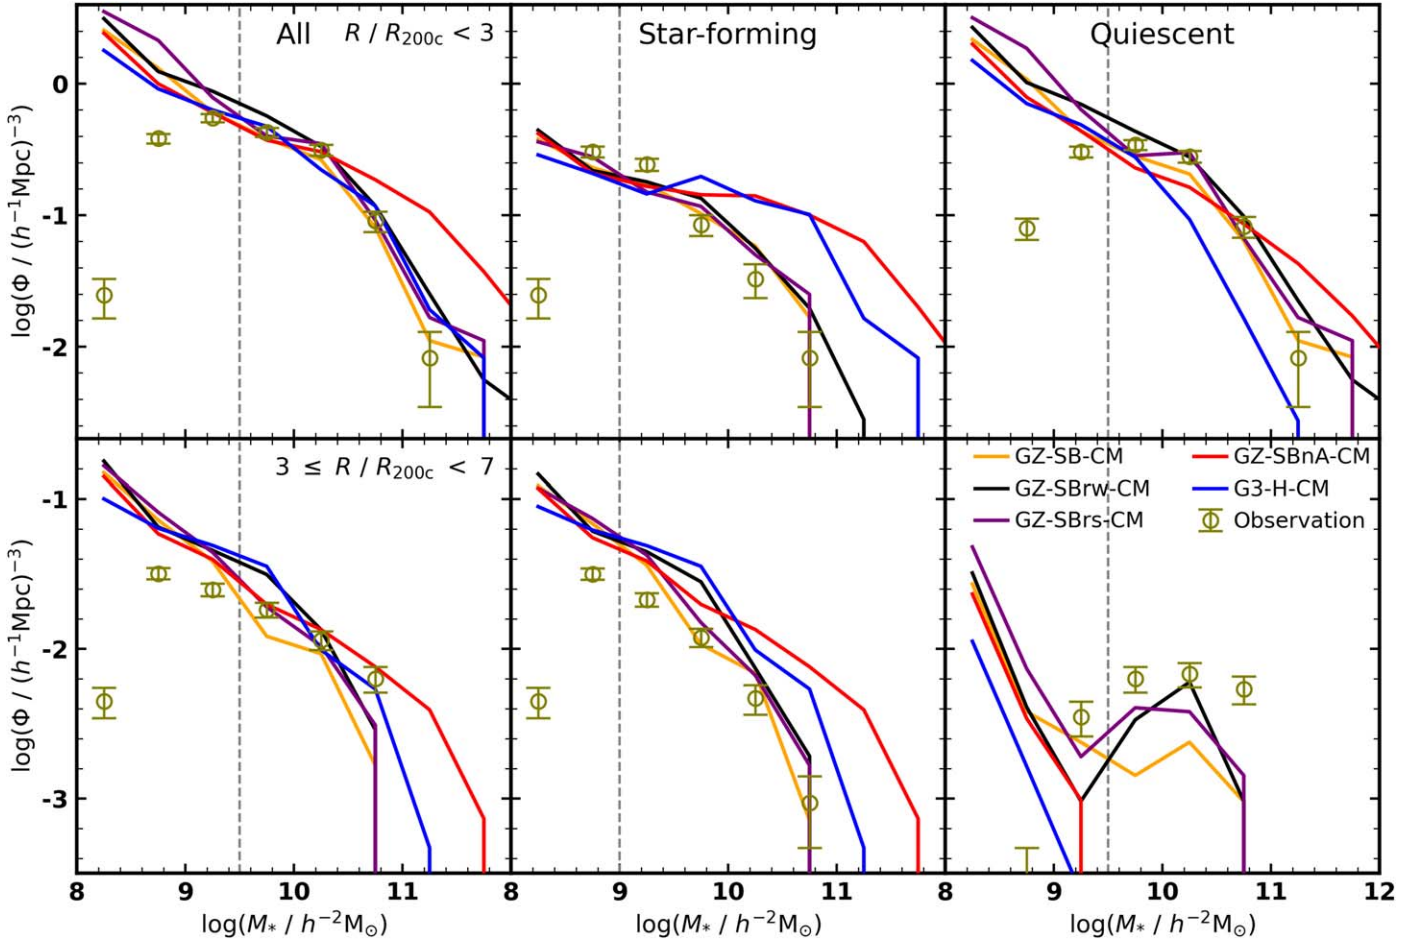 All R / R200c < 3
Star-forming
Quiescent
0
-1
-2
log(Φ / (h⁻¹Mpc)⁻³)
3 ≤ R / R200c < 7
GZ-SB-CM
GZ-SBrw-CM
GZ-SBrs-CM
GZ-SBnA-CM
G3-H-CM
Observation
-1
-2
-3
log(Φ / (h⁻¹Mpc)⁻³)
8 9 10 11 8 9 10 11 8 9 10 11 12
log(M* / h⁻²M⊙)
log(M* / h⁻²M⊙)
log(M* / h⁻²M⊙)